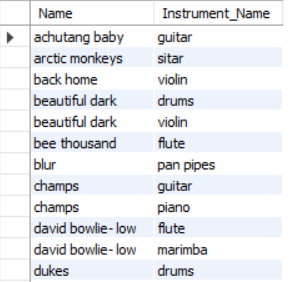 Name Instrument_Name
achutang baby guitar
arctic monkeys sitar
back home violin
beautiful dark drums
beautiful dark violin
bee thousand flute
blur pan pipes
champs guitar
champs piano
david bowlie- low flute
david bowlie- low marimba
dukes drums